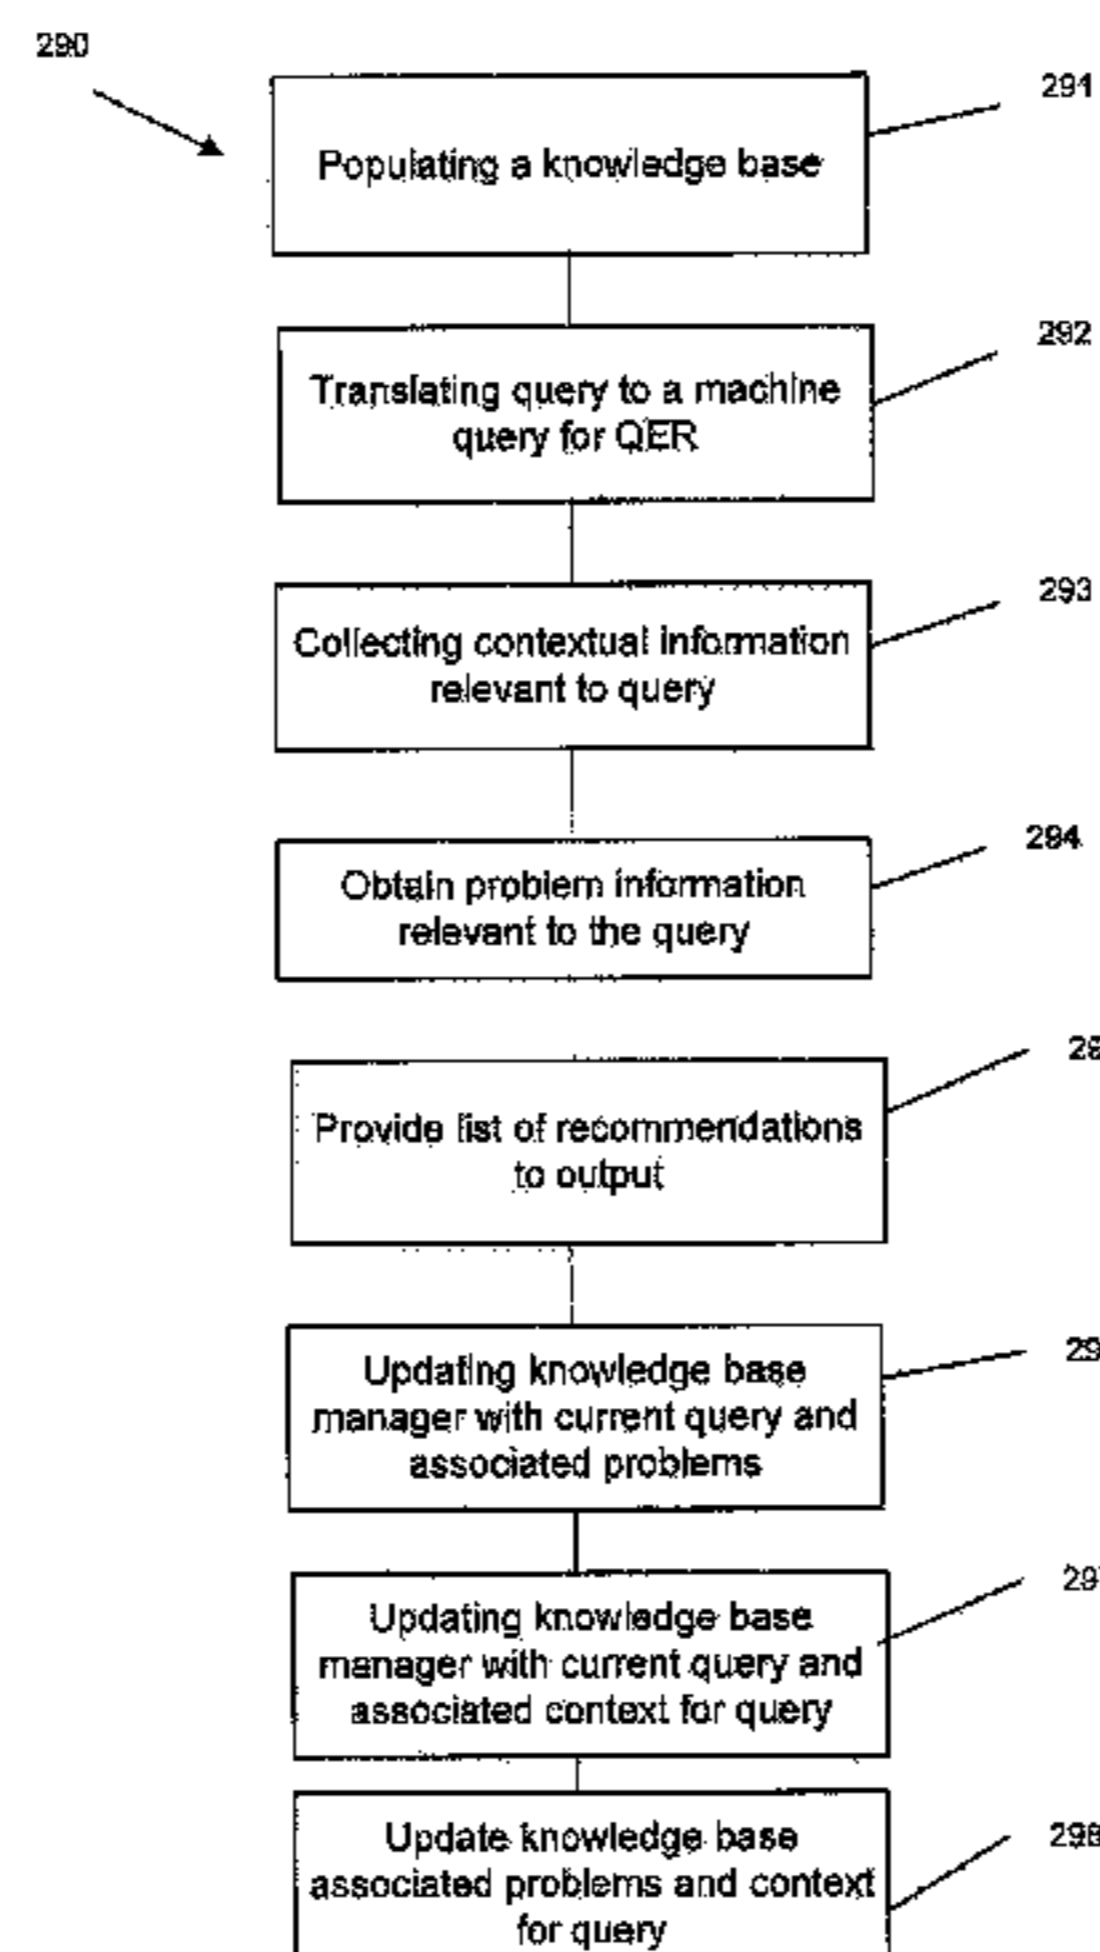 290
291
Populating a knowledge base
292
Translating query to a machine
query for QER
293
Collecting contextual information
relevant to query
294
Obtain problem information
relevant to the query
Provide list of recommendations
to output
Updating knowledge base
manager with current query and
associated problems
Updating knowledge base
manager with current query and
associated context for query
298
Update knowledge base
associated problems and context
for query